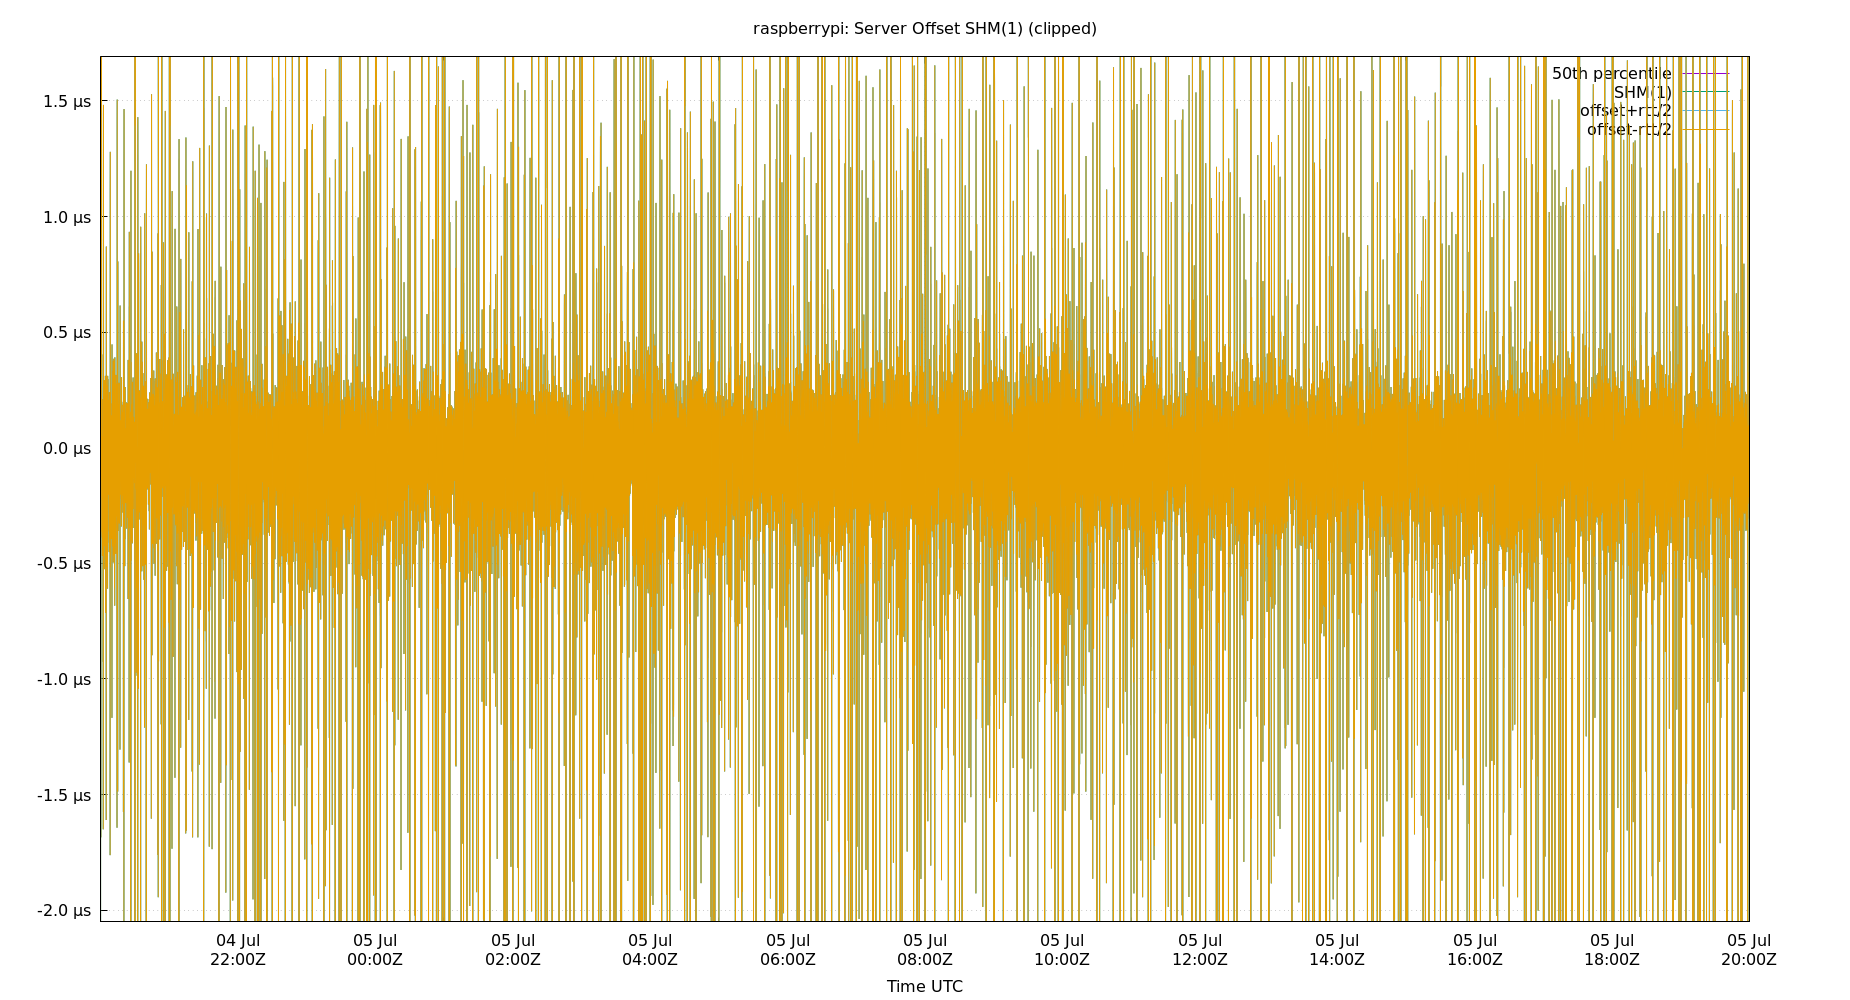 raspberrypi: Server Offset SHM(1) (clipped)
50th percentile
SHM(1)
offset+rtt/2
offset-rtt/2
1.5 µs
1.0 µs
0.5 µs
0.0 µs
-0.5 µs
-1.0 µs
-1.5 µs
-2.0 µs
04 Jul 05 Jul 05 Jul 05 Jul 05 Jul 05 Jul 05 Jul 05 Jul 05 Jul 05 Jul 05 Jul 05 Jul
22:00Z 00:00Z 02:00Z 04:00Z 06:00Z 08:00Z 10:00Z 12:00Z 14:00Z 16:00Z 18:00Z 20:00Z
Time UTC